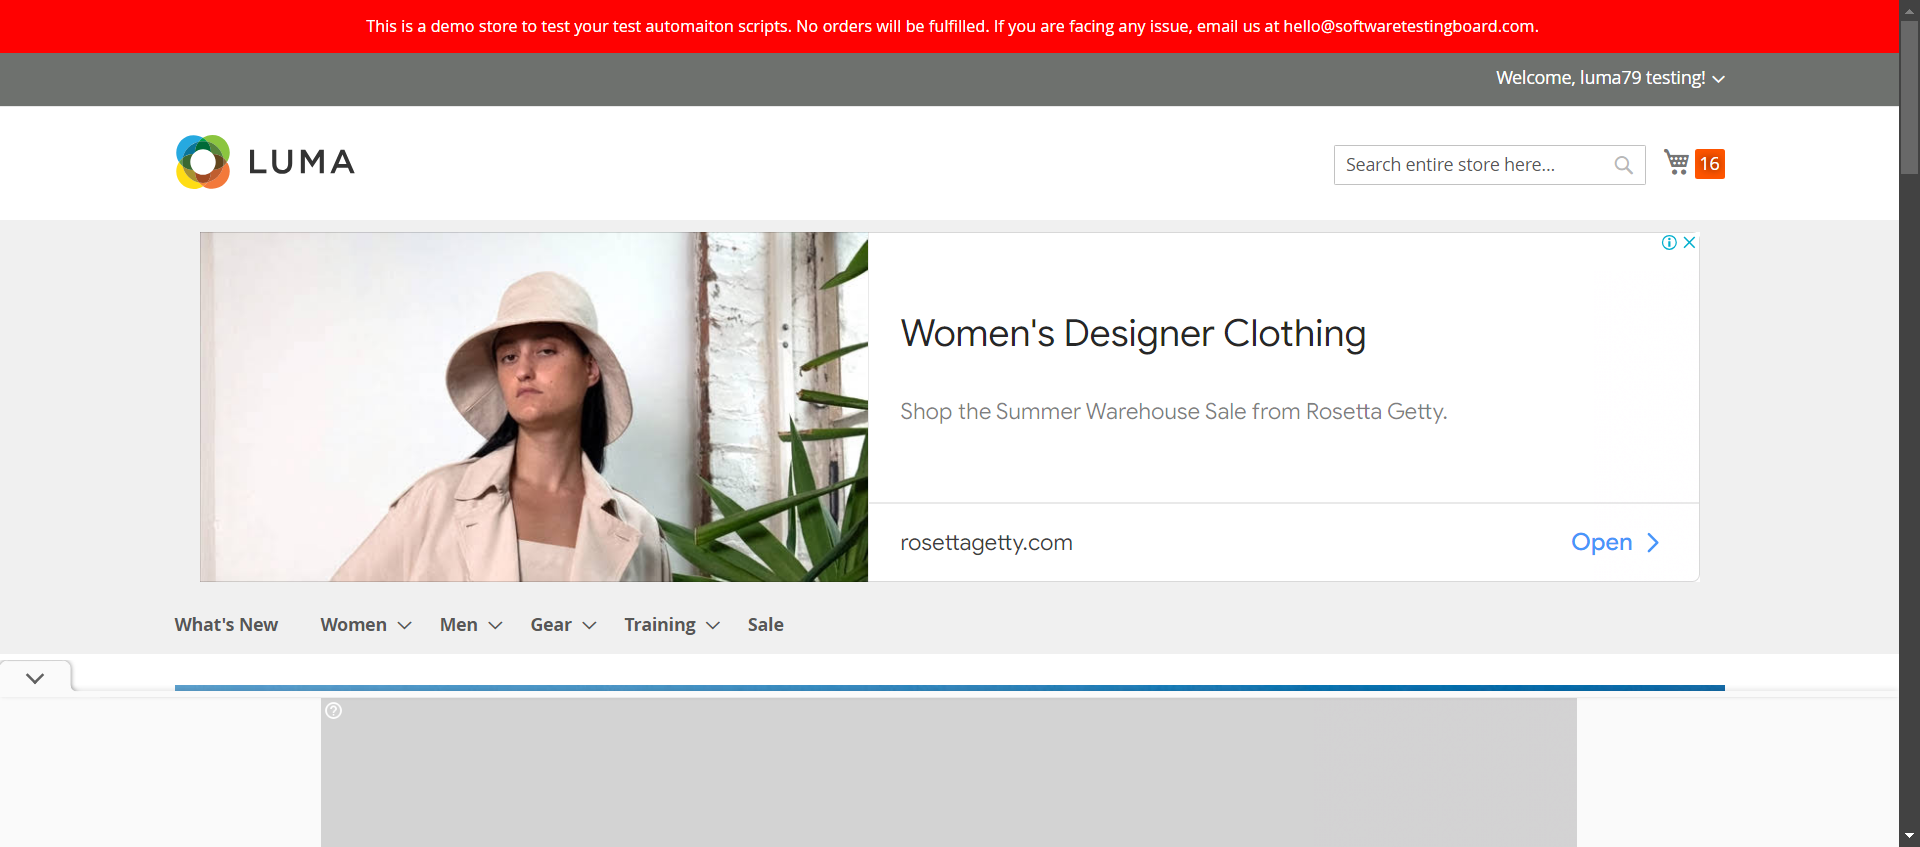 This is a demo store to test your test automaiton scripts. No orders will be fulfilled. If you are facing any issue, email us at hello@softwaretestingboard.com.
Welcome, luma79 testing!
LUMA
Search entire store here...
16
Women's Designer Clothing
Shop the Summer Warehouse Sale from Rosetta Getty.
rosettagetty.com
Open
What's New
Women
Men
Gear
Training
Sale